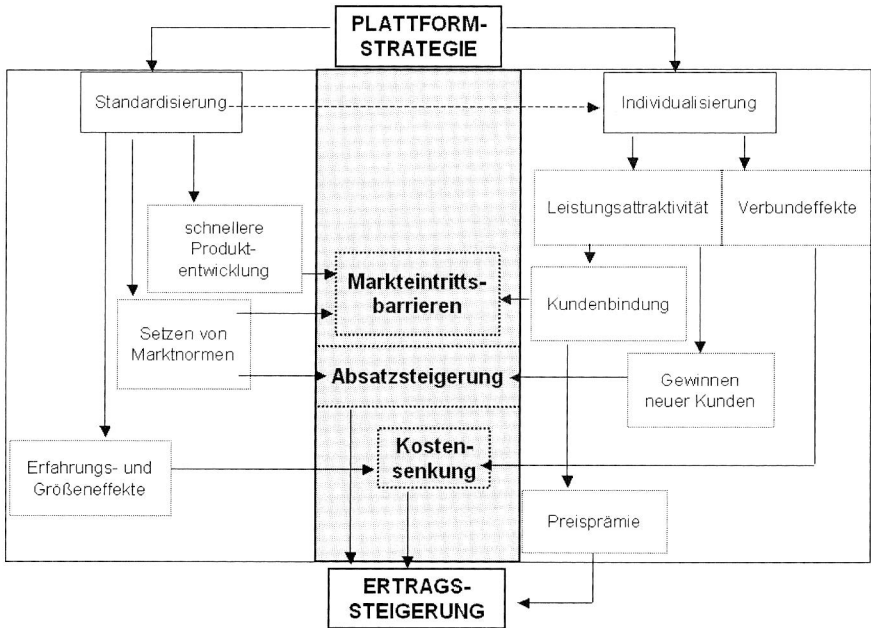 PLATTFORM-
STRATEGIE
Standardisierung
Individualisierung
Leistungsattraktivität
Verbundeffekte
schnellere
Produkt-
entwicklung
Markteintritts-
barrieren
Kundenbindung
Setzen von
Marktnormen
Absatzsteigerung
Gewinnen
neuer Kunden
Kosten-
senkung
Erfahrungs- und
Größeneffekte
Preisprämie
ERTRAGS-
STEIGERUNG